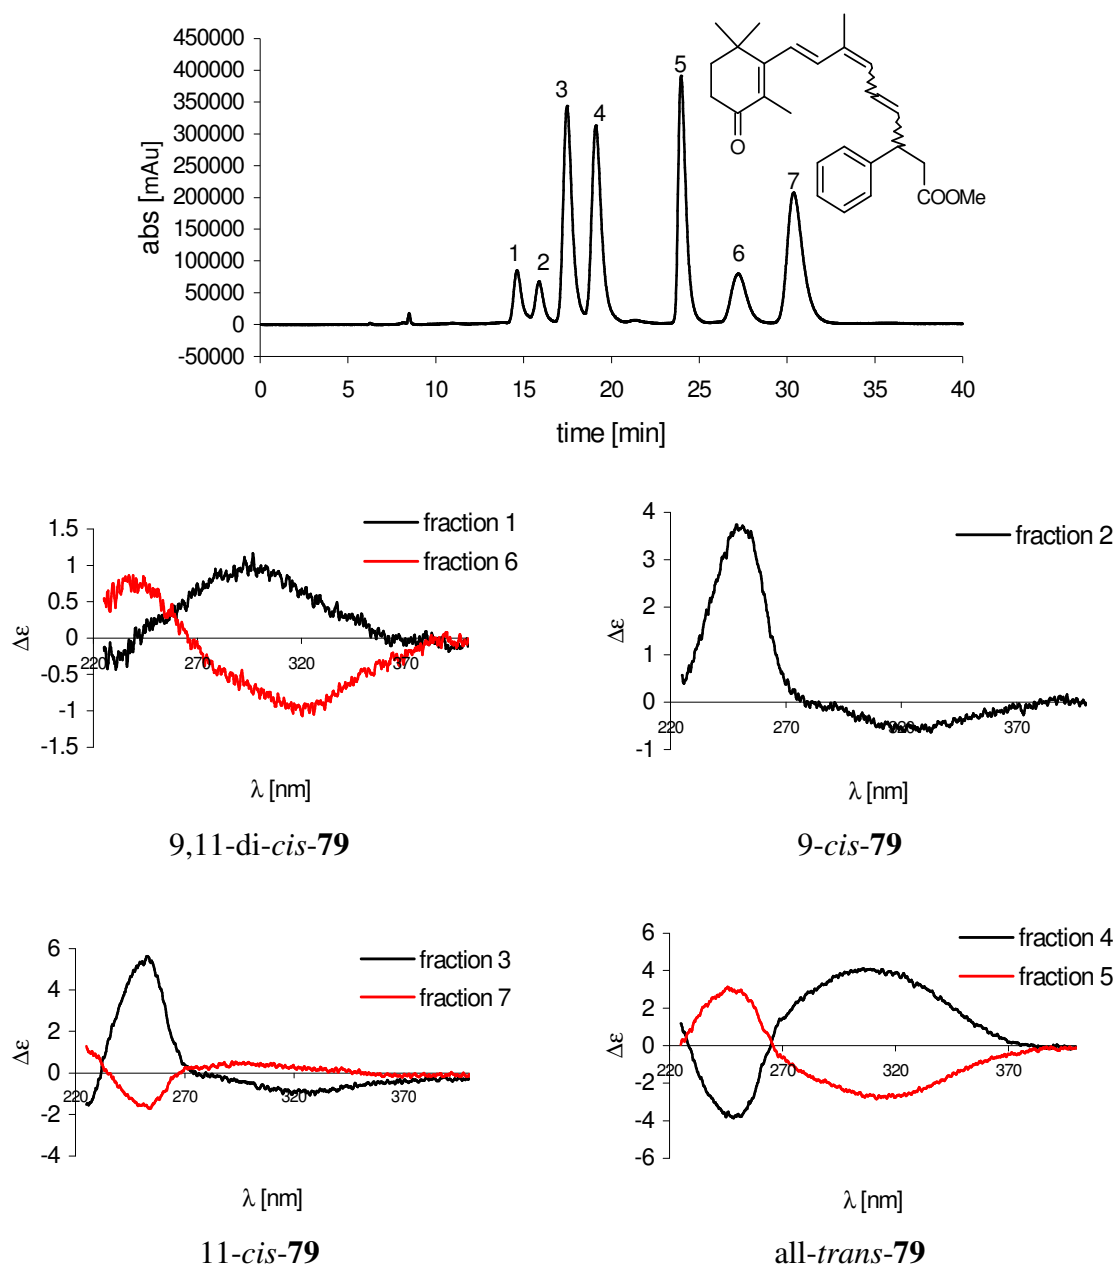 450000
400000
350000
300000
250000
200000
150000
100000
50000
0
-50000
abs [mAu]
1
2
3
4
5
6
7
O
COOMe
0 5 10 15 20 25 30 35 40
time [min]
1.5
1
0.5
0
-0.5
-1
-1.5
Δε
220 270 320 370
fraction 1
fraction 6
λ [nm]
9,11-di-cis-79
4
3
2
1
0
-1
Δε
220 270 320 370
fraction 2
λ [nm]
9-cis-79
6
4
2
0
-2
-4
Δε
220 270 320 370
fraction 3
fraction 7
λ [nm]
11-cis-79
6
4
2
0
-2
-4
-6
Δε
220 270 320 370
fraction 4
fraction 5
λ [nm]
all-trans-79